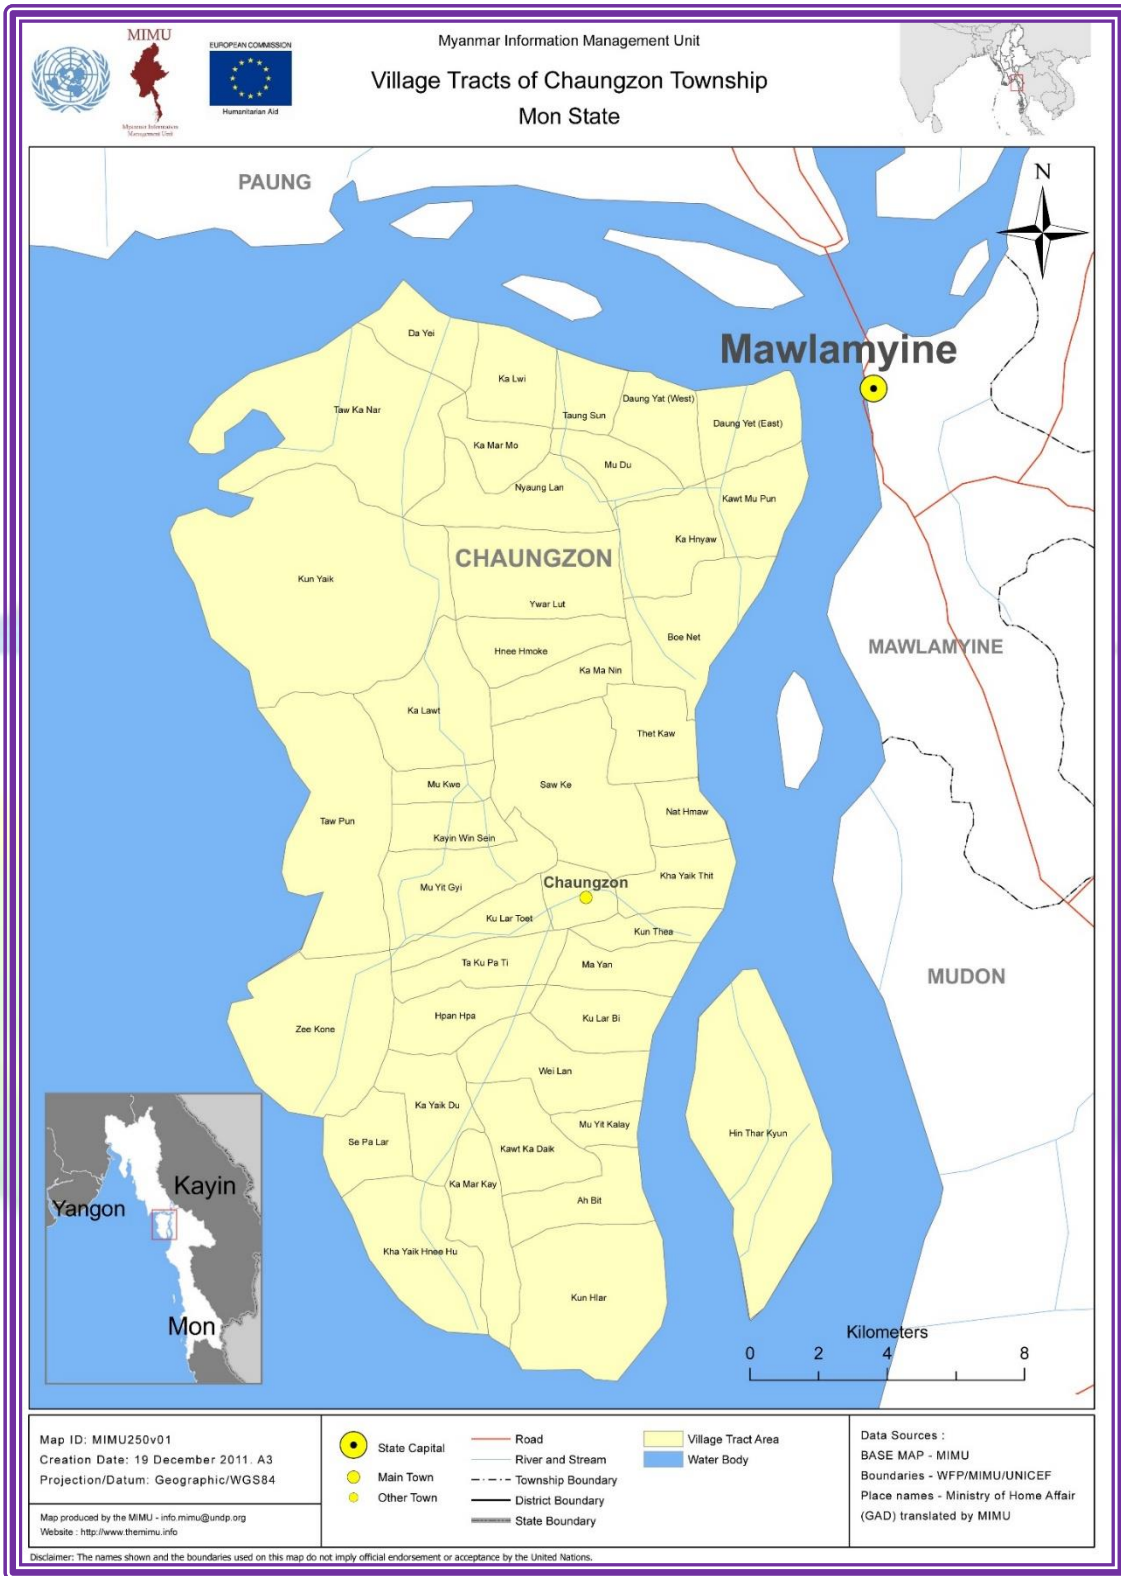 MIMU
Myanmar Information
Management Unit
EUROPEAN COMMISSION
Humanitarian Aid
Myanmar Information Management Unit
Village Tracts of Chaungzon Township
Mon State
PAUNG
N
Mawlamyine
Da Yei
Ka Lwi
Taw Ka Nar
Taung Sun
Daung Yat (West)
Daung Yet (East)
Ka Mar Mo
Mu Du
Nyaung Lan
Kawt Mu Pun
Ka Hnyaw
CHAUNGZON
Kun Yaik
Ywar Lut
Boe Net
MAWLAMYINE
Hnee Hmoke
Ka Ma Nin
Ka Lawt
Thet Kaw
Mu Kwe
Saw Ke
Nat Hmaw
Taw Pun
Kayin Win Sein
Kha Yaik Thit
Mu Yit Gyi
Chaungzon
Ku Lar Toet
Kun Thea
Ta Ku Pa Ti
Ma Yan
MUDON
Hpan Hpa
Ku Lar Bi
Zee Kone
Wei Lan
Ka Yaik Du
Mu Yit Kalay
Hin Thar Kyun
Se Pa Lar
Kawt Ka Daik
Ka Mar Kay
Ah Bit
Kha Yaik Hnee Hu
Kun Hlar
Kayin
Yangon
Mon
Kilometers
0 2 4 8
Map ID: MIMU250v01
Creation Date: 19 December 2011. A3
Projection/Datum: Geographic/WGS84
Map produced by the MIMU - info.mimu@undp.org
Website : http://www.themimu.info
State Capital
Main Town
Other Town
Road
River and Stream
Township Boundary
District Boundary
State Boundary
Village Tract Area
Water Body
Data Sources :
BASE MAP - MIMU
Boundaries - WFP/MIMU/UNICEF
Place names - Ministry of Home Affair
(GAD) translated by MIMU
Disclaimer: The names shown and the boundaries used on this map do not imply official endorsement or acceptance by the United Nations.